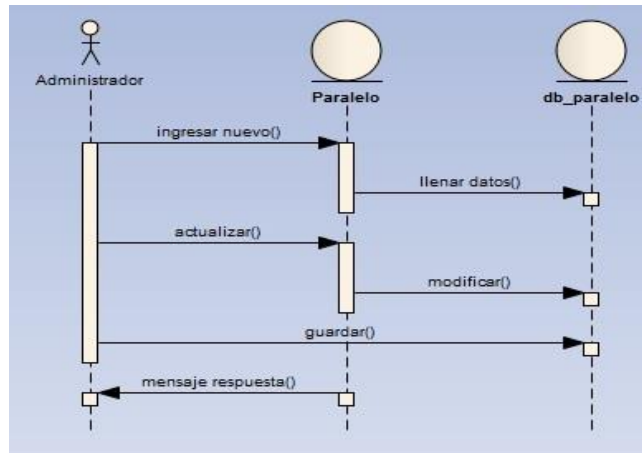 Administrador
Paralelo
db_paralelo
ingresar nuevo()
llenar datos()
actualizar()
modificar()
guardar()
mensaje respuesta()